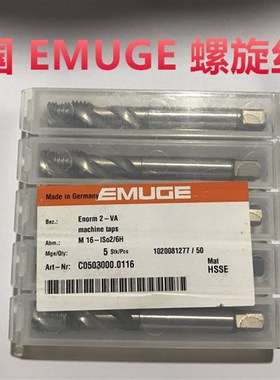 国 EMUGE 螺旋丝
Made in Germany EMUGE
Bez.: Enorm 2-VA
machine taps
Abm.: M 16-ISo2/6H
Mge/Qty: 5 Stk/Pcs 1020081277 / 50
Art-Nr: C0503000.0116 Mat
HSSE